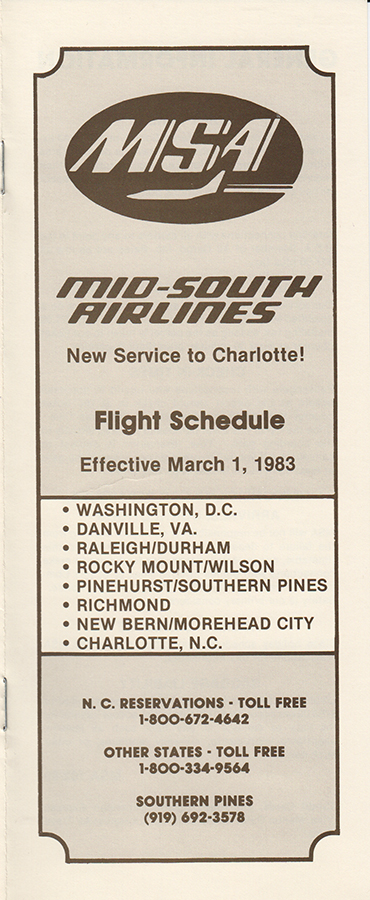 MSA
MID-SOUTH
AIRLINES
New Service to Charlotte!
Flight Schedule
Effective March 1, 1983
• WASHINGTON, D.C.
• DANVILLE, VA.
• RALEIGH/DURHAM
• ROCKY MOUNT/WILSON
• PINEHURST/SOUTHERN PINES
• RICHMOND
• NEW BERN/MOREHEAD CITY
• CHARLOTTE, N.C.
N. C. RESERVATIONS - TOLL FREE
1-800-672-4642
OTHER STATES - TOLL FREE
1-800-334-9564
SOUTHERN PINES
(919) 692-3578